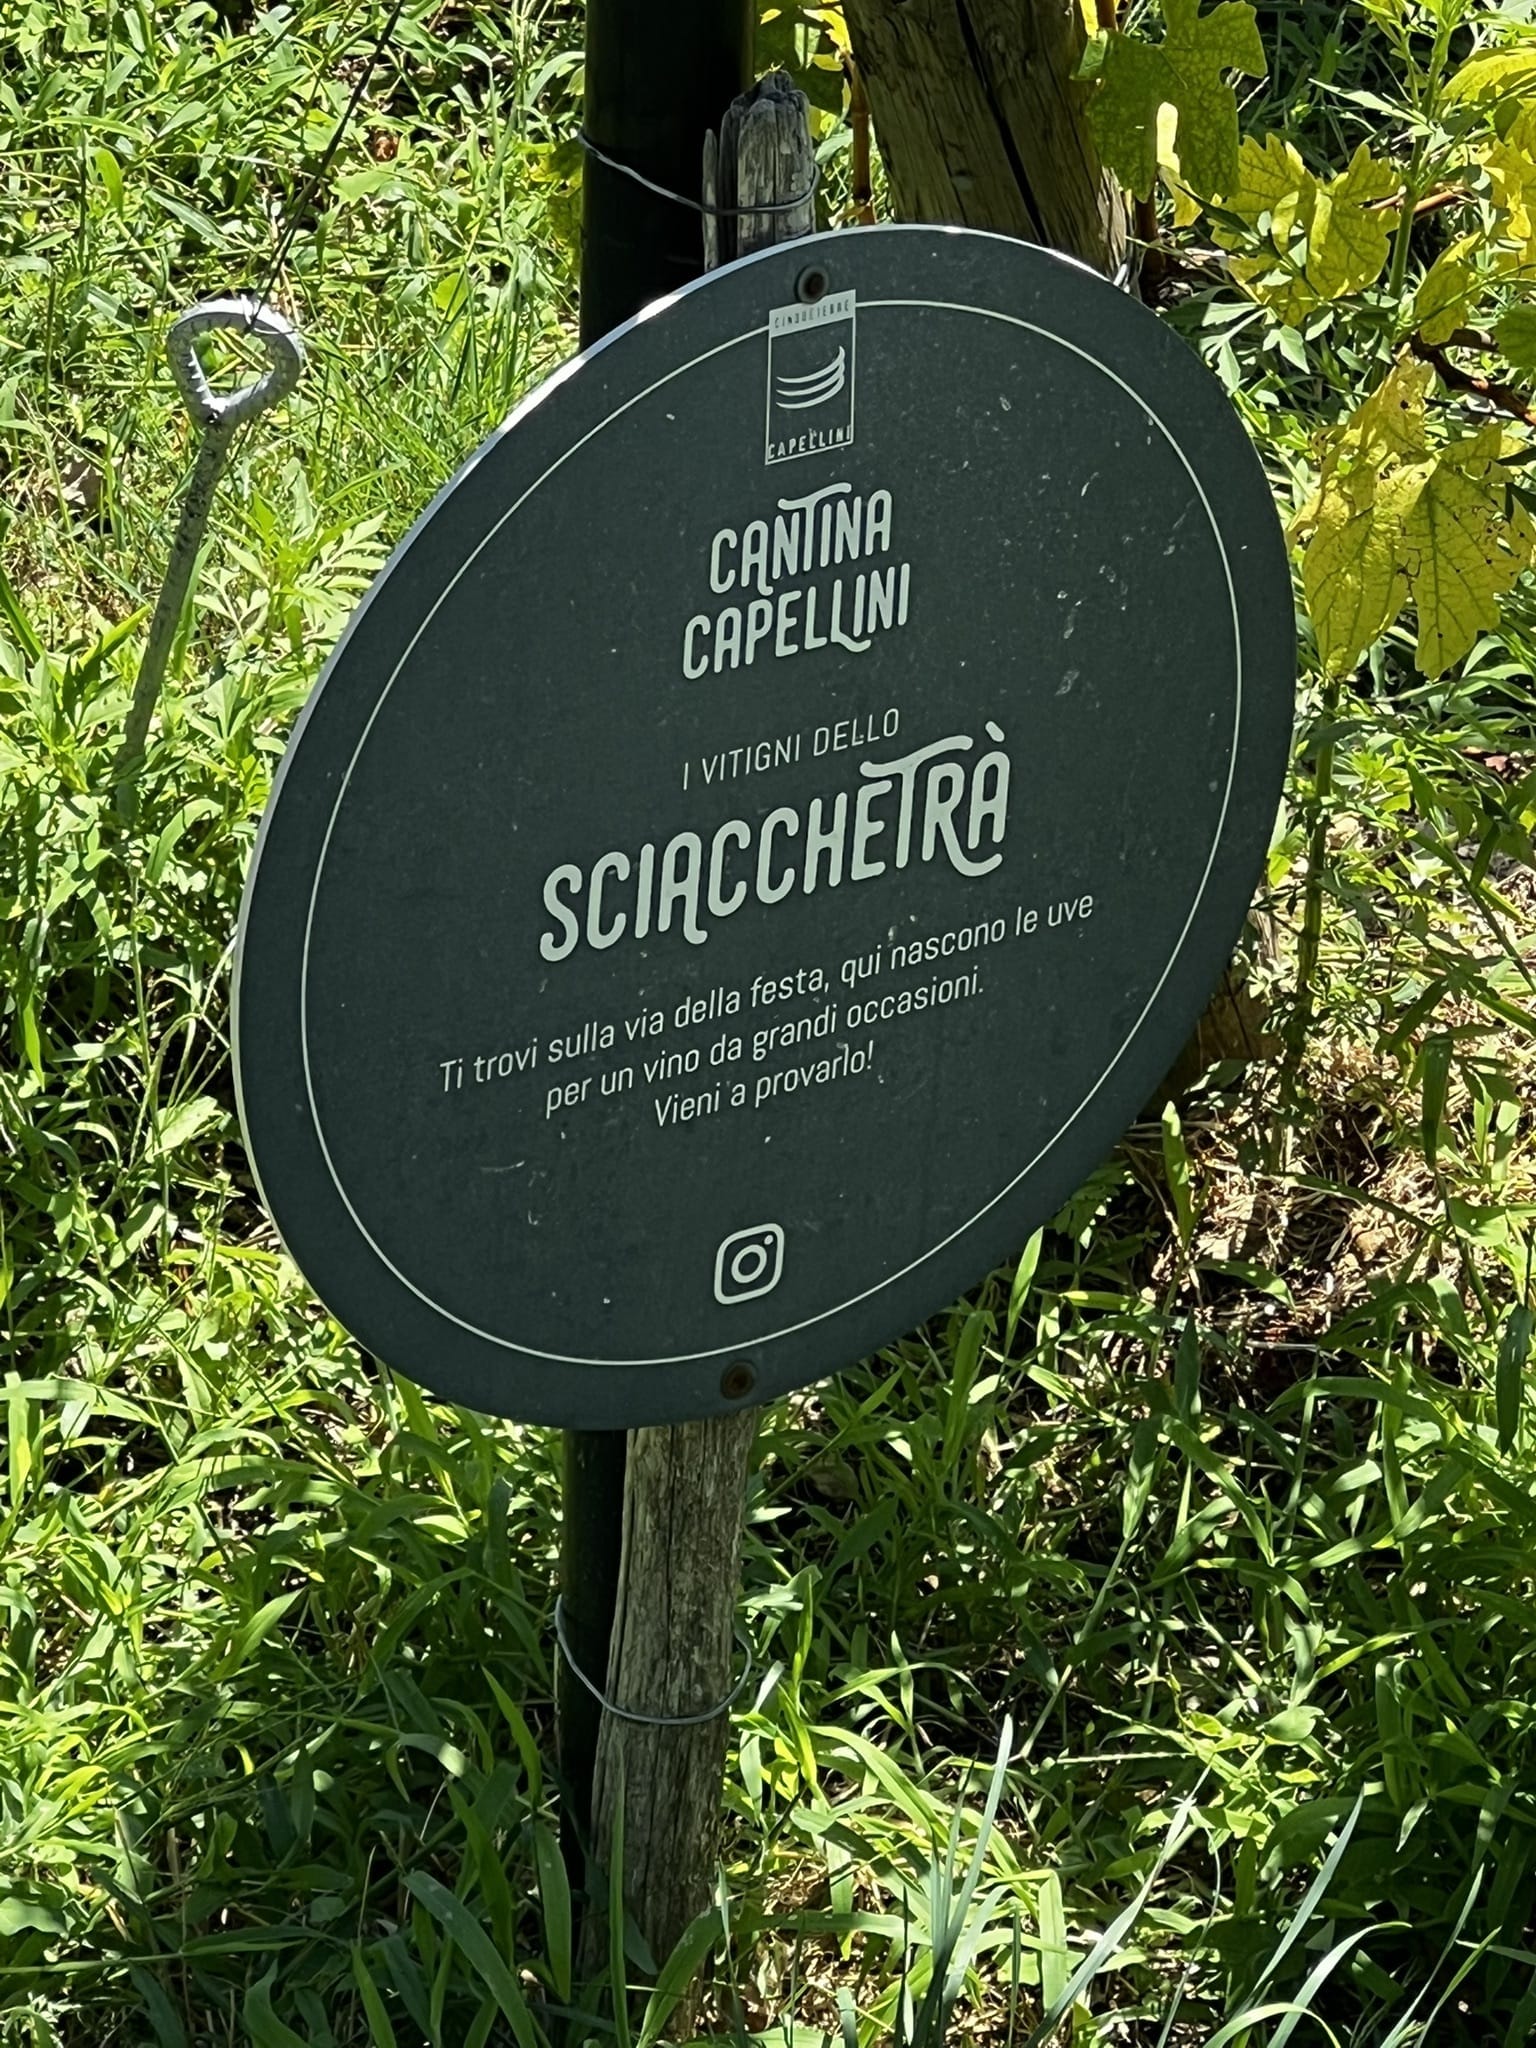 CINQUETERRE
CAPELLINI
CANTINA
CAPELLINI
I VITIGNI DELLO
SCIACCHETRÀ
Ti trovi sulla via della festa, qui nascono le uve
per un vino da grandi occasioni.
Vieni a provarlo!